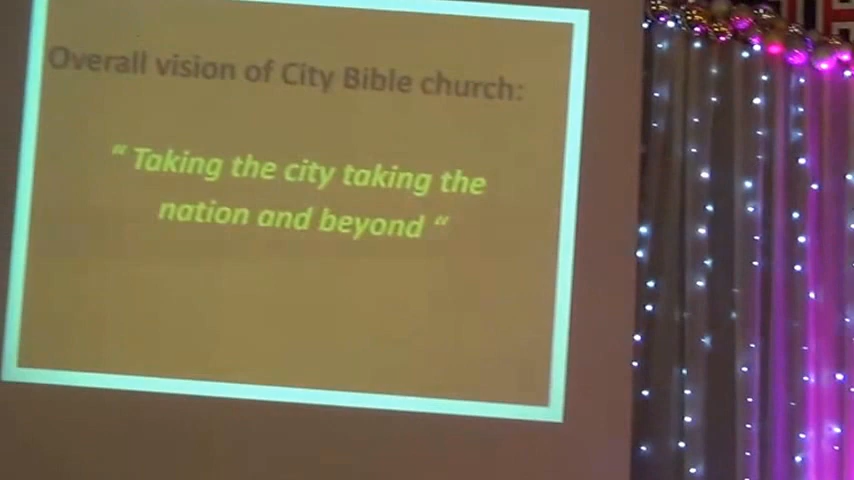 Overall vision of City Bible church:
“ Taking the city taking the
nation and beyond “